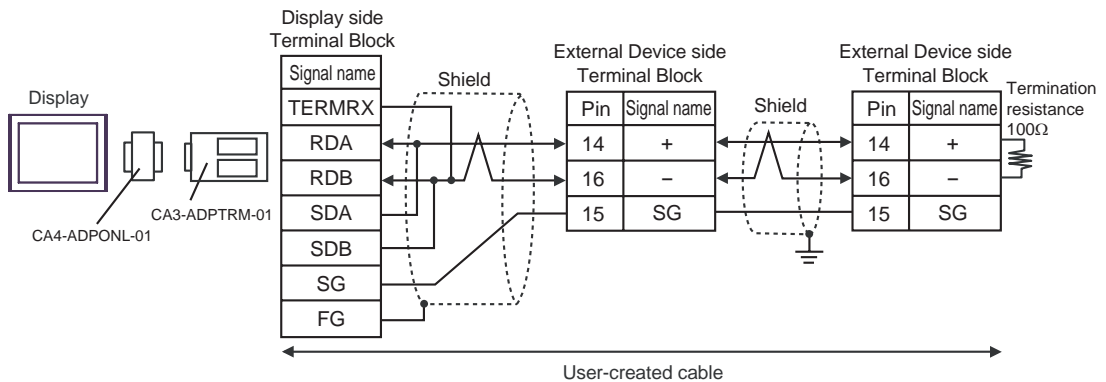 Display
CA4-ADPONL-01
CA3-ADPTRM-01
Display side
Terminal Block
Signal name
TERMRX
RDA
RDB
SDA
SDB
SG
FG
Shield
External Device side
Terminal Block
Pin Signal name
14 +
16 −
15 SG
Shield
External Device side
Terminal Block
Pin Signal name
14 +
16 −
15 SG
Termination
resistance
100Ω
User-created cable